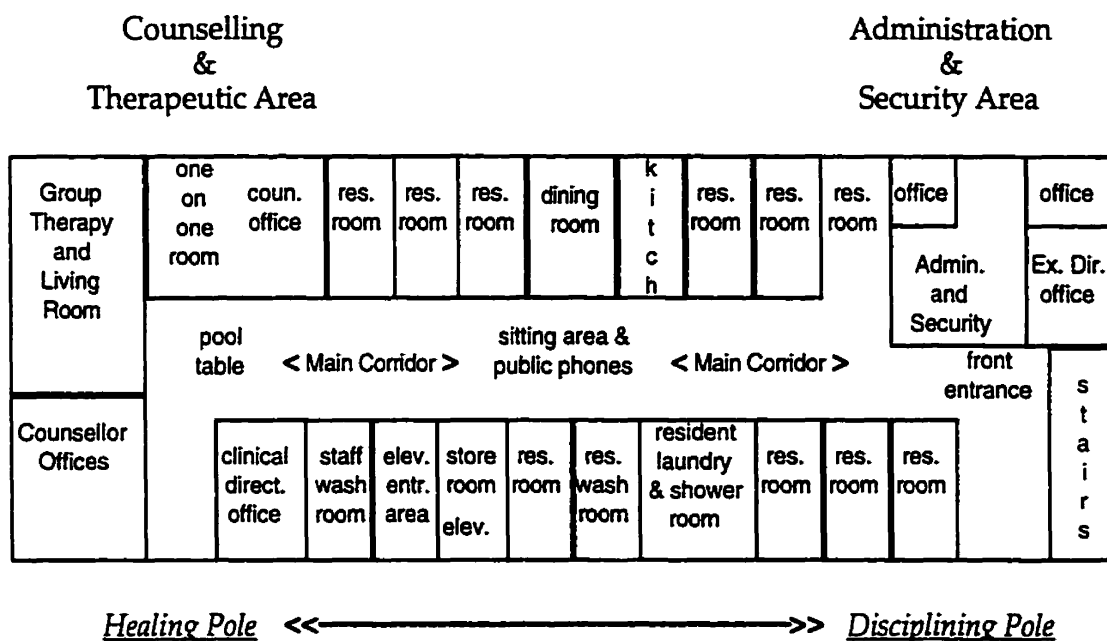 Counselling
&
Therapeutic Area
Administration
&
Security Area
Group
Therapy
and
Living
Room
one
on
one
room
coun.
office
res.
room
res.
room
res.
room
dining
room
k
i
t
c
h
res.
room
res.
room
res.
room
office
office
Admin.
and
Security
Ex. Dir.
office
pool
table
< Main Corridor >
sitting area &
public phones
< Main Corridor >
front
entrance
s
t
a
i
r
s
Counsellor
Offices
clinical
direct.
office
staff
wash
room
elev.
entr.
area
store
room
elev.
res.
room
res.
wash
room
resident
laundry
& shower
room
res.
room
res.
room
res.
room
Healing Pole << >> Disciplining Pole